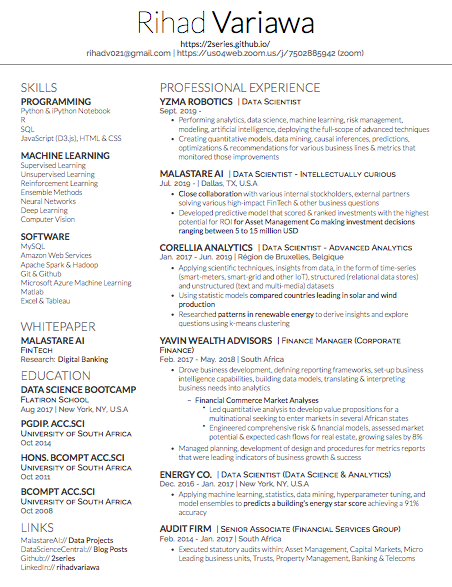 Rihad Variawa
https://2series.github.io/
rihadv021@gmail.com | https://us04web.zoom.us/j/7502885942 (zoom)
SKILLS
PROGRAMMING
Python & iPython Notebook
R
SQL
JavaScript (D3.js), HTML & CSS
MACHINE LEARNING
Supervised Learning
Unsupervised Learning
Reinforcement Learning
Ensemble Methods
Neural Networks
Deep Learning
Computer Vision
SOFTWARE
MySQL
Amazon Web Services
Apache Spark & Hadoop
Git & Github
Microsoft Azure Machine Learning
Matlab
Excel & Tableau
WHITEPAPER
MALASTARE AI
FinTech
Research: Digital Banking
EDUCATION
DATA SCIENCE BOOTCAMP
Flatiron School
Aug 2017 | New York, NY, U.S.A
PGDIP. ACC.SCI
University of South Africa
Oct 2014
HONS. BCOMPT ACC.SCI
University of South Africa
Oct 2011
BCOMPT ACC.SCI
University of South Africa
Oct 2008
LINKS
MalastareAI:// Data Projects
DataScienceCentral:// Blog Posts
Github:// 2series
LinkedIn:// rihadvariawa
PROFESSIONAL EXPERIENCE
YZMA ROBOTICS | Data Scientist
Sept. 2019 -
• Performing analytics, data science, machine learning, risk management,
modeling, artificial intelligence, deploying the full-scope of advanced techniques
• Creating quantitative models, data mining, causal inferences, predictions,
optimizations & recommendations for various business lines & metrics that
monitored those improvements
MALASTARE AI | Data Scientist - Intellectually curious
Jul. 2019 - | Dallas, TX, U.S.A
• Close collaboration with various internal stockholders, external partners
solving various high-impact FinTech & other business questions
• Developed predictive model that scored & ranked investments with the highest
potential for ROI for Asset Management Co making investment decisions
ranging between 5 to 15 million USD
CORELLIA ANALYTICS | Data Scientist - Advanced Analytics
Jan. 2017 - Jun. 2019 | Région de Bruxelles, Belgique
• Applying scientific techniques, insights from data, in the form of time-series
(smart-meters, smart-grid and other IoT), structured (relational data stores)
and unstructured (text and multi-media) datasets
• Using statistic models compared countries leading in solar and wind
production
• Researched patterns in renewable energy to derive insights and explore
questions using k-means clustering
YAVIN WEALTH ADVISORS | Finance Manager (Corporate
Finance)
Feb. 2017 - May. 2018 | South Africa
• Drove business development, defining reporting frameworks, set-up business
intelligence capabilities, building data models, translating & interpreting
business needs into analytics
– Financial Commerce Market Analyses
* Led quantitative analysis to develop value propositions for a
multinational seeking to enter markets in several African states
* Engineered comprehensive risk & financial models, assessed market
potential & expected cash flows for real estate, growing sales by 8%
• Managed planning, development of design and procedures for metrics reports that
were leading indicators of business growth & success
ENERGY CO. | Data Scientist (Data Science & Analytics)
Dec. 2016 - Jan. 2017 | New York, NY, U.S.A
• Applying machine learning, statistics, data mining, hyperparameter tuning, and
model ensembles to predicts a building's energy star score achieving a 91%
accuracy
AUDIT FIRM | Senior Associate (Financial Services Group)
Feb. 2012 - Jan. 2016 | South Africa
• Executed statutory audits within; Asset Management, Capital Markets, Micro
Leading business units, Trusts, Property Management, Treasury & Banking